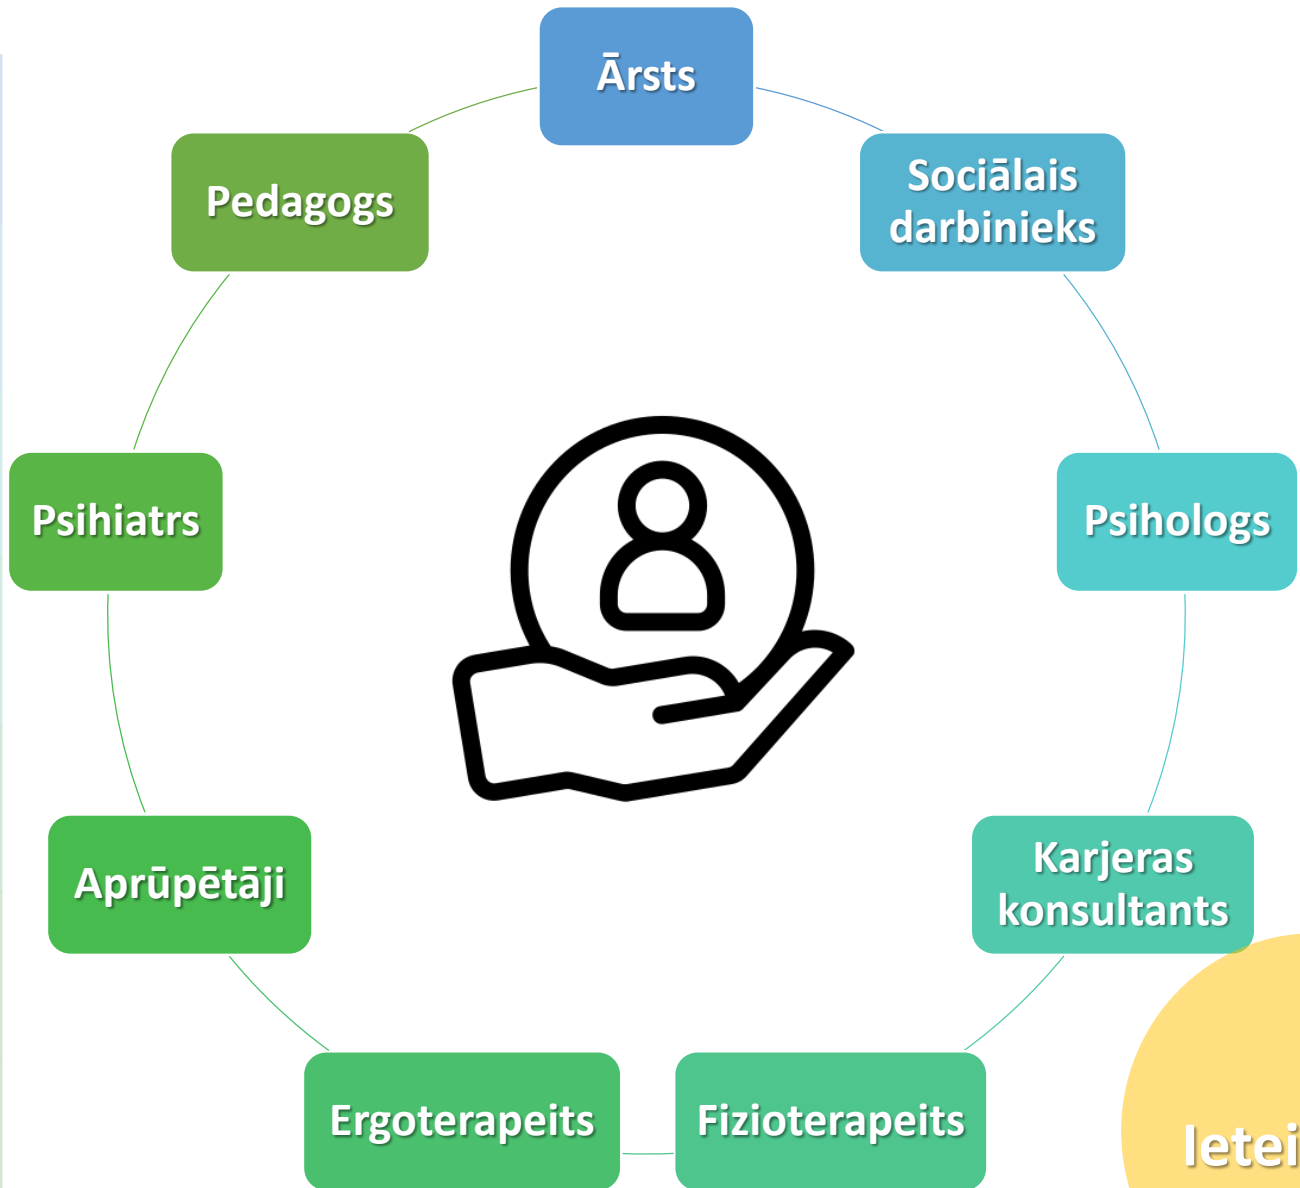 Ārsts
Sociālais
darbinieks
Psihologs
Karjeras
konsultants
Fizioterapeits
Ergoterapeits
Aprūpētāji
Psihiatrs
Pedagogs